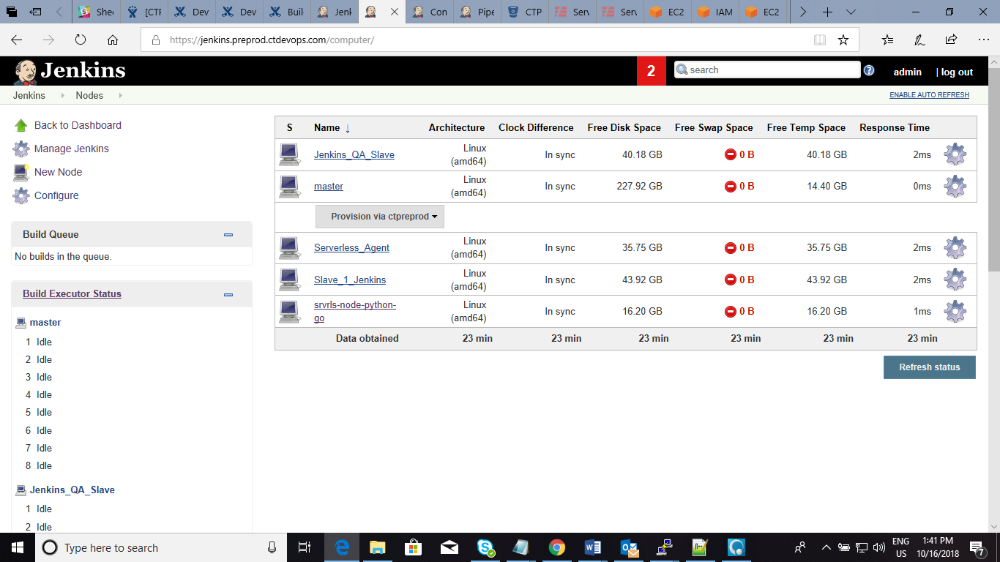 She [CTP Dev Dev Buil Jenk Con Pipe CTP Serv Serv EC2 IAM EC2
https://jenkins.preprod.ctdevops.com/computer/
Jenkins 2 search ? admin | log out
Jenkins Nodes ENABLE AUTO REFRESH
Back to Dashboard
Manage Jenkins
New Node
Configure
Build Queue
No builds in the queue.
Build Executor Status
master
1 Idle
2 Idle
3 Idle
4 Idle
5 Idle
6 Idle
7 Idle
8 Idle
Jenkins_QA_Slave
1 Idle
2 Idle
S Name ↓ Architecture Clock Difference Free Disk Space Free Swap Space Free Temp Space Response Time
Jenkins_QA_Slave Linux (amd64) In sync 40.18 GB 0 B 40.18 GB 2ms
master Linux (amd64) In sync 227.92 GB 0 B 14.40 GB 0ms
Provision via ctpreprod
Serverless_Agent Linux (amd64) In sync 35.75 GB 0 B 35.75 GB 2ms
Slave_1_Jenkins Linux (amd64) In sync 43.92 GB 0 B 43.92 GB 2ms
srvrls-node-python-go Linux (amd64) In sync 16.20 GB 0 B 16.20 GB 1ms
Data obtained 23 min 23 min 23 min 23 min 23 min 23 min
Refresh status
Type here to search
ENG
US
1:41 PM
10/16/2018
7